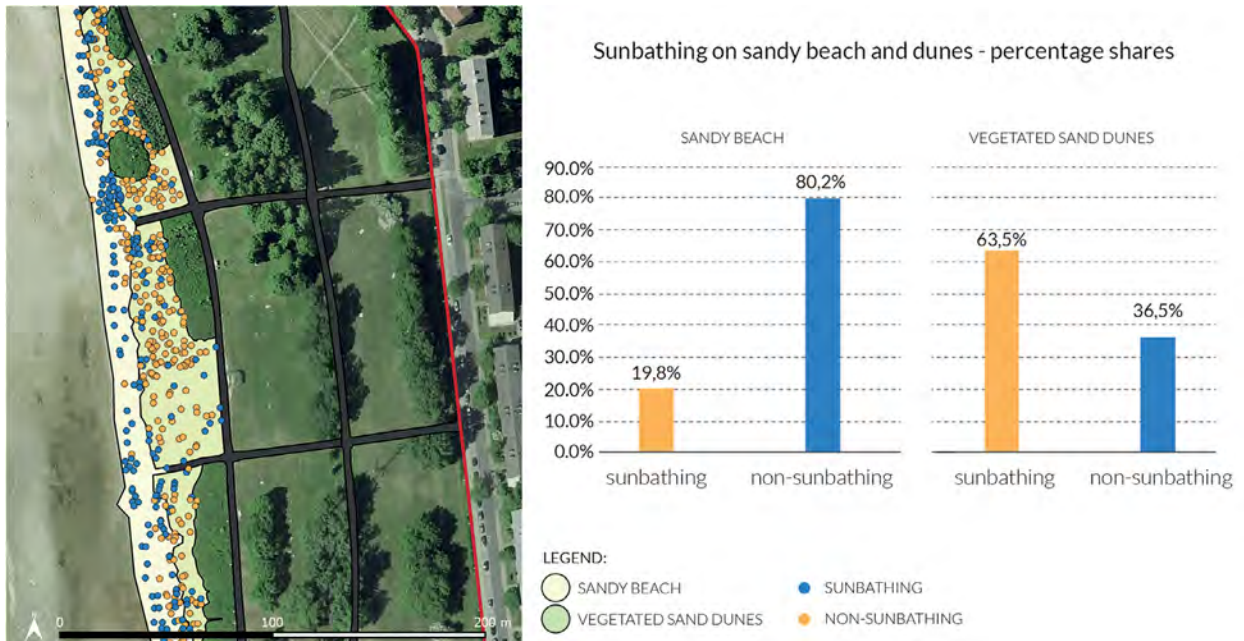 Sunbathing on sandy beach and dunes - percentage shares
SANDY BEACH
VEGETATED SAND DUNES
90.0%
80.0%
70.0%
60.0%
50.0%
40.0%
30.0%
20.0%
10.0%
0.0%
19,8%
80,2%
63,5%
36,5%
sunbathing
non-sunbathing
sunbathing
non-sunbathing
LEGEND:
SANDY BEACH
SUNBATHING
VEGETATED SAND DUNES
NON-SUNBATHING
0 100 200 m